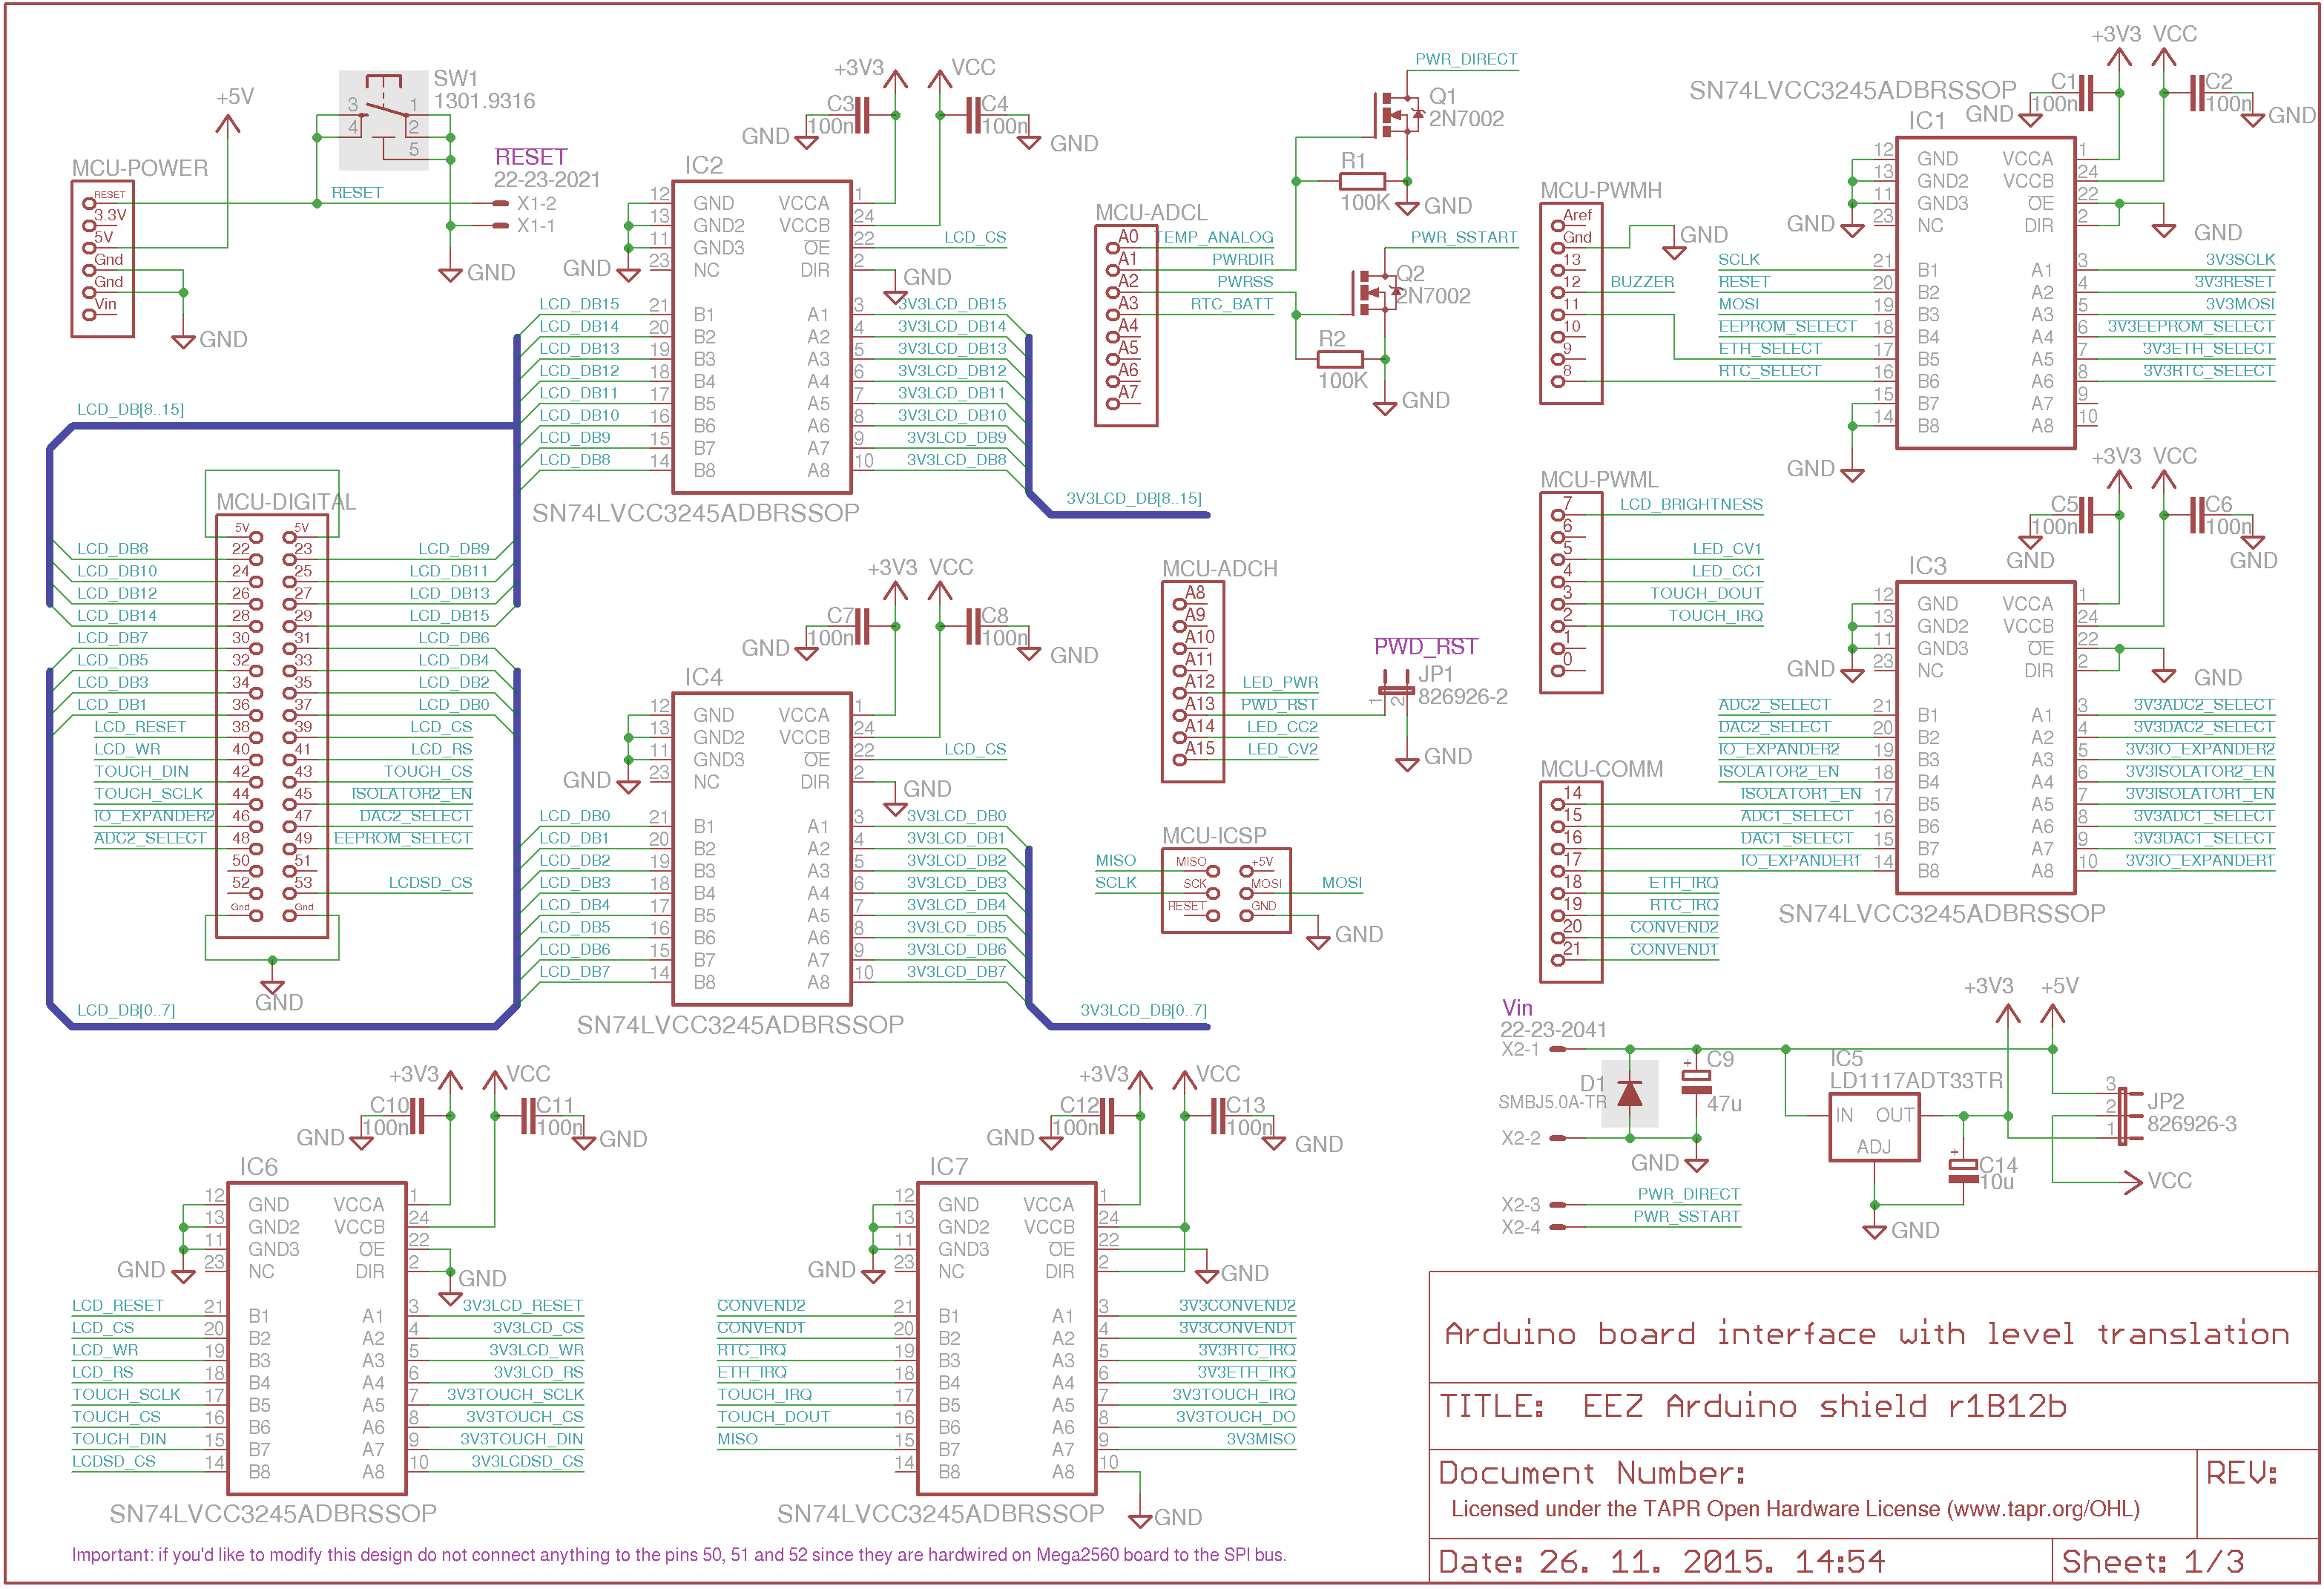 +5V
SW1
1301.9316
3
4
1
2
5
MCU-POWER
RESET
3.3V
5V
Gnd
Gnd
Vin
GND
RESET
RESET
22-23-2021
X1-2
X1-1
GND
+3V3
VCC
C3
100n
GND
C4
100n
GND
IC2
12 GND VCCA 1
13 GND2 VCCB 24
11 GND3 OE 22 LCD_CS
23 NC DIR 2
GND
GND
LCD_DB15 21 B1 A1 3 3V3LCD_DB15
LCD_DB14 20 B2 A2 4 3V3LCD_DB14
LCD_DB13 19 B3 A3 5 3V3LCD_DB13
LCD_DB12 18 B4 A4 6 3V3LCD_DB12
LCD_DB11 17 B5 A5 7 3V3LCD_DB11
LCD_DB10 16 B6 A6 8 3V3LCD_DB10
LCD_DB9 15 B7 A7 9 3V3LCD_DB9
LCD_DB8 14 B8 A8 10 3V3LCD_DB8
SN74LVCC3245ADBRSSOP
3V3LCD_DB[8..15]
LCD_DB[8..15]
MCU-DIGITAL
5V 5V
LCD_DB8 22 23 LCD_DB9
LCD_DB10 24 25 LCD_DB11
LCD_DB12 26 27 LCD_DB13
LCD_DB14 28 29 LCD_DB15
LCD_DB7 30 31 LCD_DB6
LCD_DB5 32 33 LCD_DB4
LCD_DB3 34 35 LCD_DB2
LCD_DB1 36 37 LCD_DB0
LCD_RESET 38 39 LCD_CS
LCD_WR 40 41 LCD_RS
TOUCH_DIN 42 43 TOUCH_CS
TOUCH_SCLK 44 45 ISOLATOR2_EN
IO_EXPANDER2 46 47 DAC2_SELECT
ADC2_SELECT 48 49 EEPROM_SELECT
50 51
52 53 LCDSD_CS
Gnd Gnd
GND
LCD_DB[0..7]
+3V3 VCC
C7
100n
GND
C8
100n
GND
IC4
12 GND VCCA 1
13 GND2 VCCB 24
11 GND3 OE 22 LCD_CS
23 NC DIR 2
GND
GND
LCD_DB0 21 B1 A1 3 3V3LCD_DB0
LCD_DB1 20 B2 A2 4 3V3LCD_DB1
LCD_DB2 19 B3 A3 5 3V3LCD_DB2
LCD_DB3 18 B4 A4 6 3V3LCD_DB3
LCD_DB4 17 B5 A5 7 3V3LCD_DB4
LCD_DB5 16 B6 A6 8 3V3LCD_DB5
LCD_DB6 15 B7 A7 9 3V3LCD_DB6
LCD_DB7 14 B8 A8 10 3V3LCD_DB7
SN74LVCC3245ADBRSSOP
3V3LCD_DB[0..7]
MCU-ADCL
A0 TEMP_ANALOG
A1 PWRDIR
A2 PWRSS
A3 RTC_BATT
A4
A5
A6
A7
PWR_DIRECT
Q1
2N7002
R1
100K
GND
PWR_SSTART
Q2
2N7002
R2
100K
GND
MCU-ADCH
A8
A9
A10
A11
A12 LED_PWR
A13 PWD_RST
A14 LED_CC2
A15 LED_CV2
PWD_RST
JP1
826926-2
1
2
GND
MCU-ICSP
MISO MISO +5V
SCLK SCK MOSI MOSI
RESET GND
GND
MCU-PWMH
Aref
Gnd GND
13
12 BUZZER
11
10
9
8
MCU-PWML
7 LCD_BRIGHTNESS
6
5 LED_CV1
4 LED_CC1
3 TOUCH_DOUT
2 TOUCH_IRQ
1
0
MCU-COMM
14 ISOLATOR1_EN
15 ADC1_SELECT
16 DAC1_SELECT
17 IO_EXPANDER1
18 ETH_IRQ
19 RTC_IRQ
20 CONVEND2
21 CONVEND1
+3V3 VCC
SN74LVCC3245ADBRSSOP
C1
100n
GND
C2
100n
GND
IC1
12 GND VCCA 1
13 GND2 VCCB 24
11 GND3 OE 22
23 NC DIR 2
GND
GND
SCLK 21 B1 A1 3 3V3SCLK
RESET 20 B2 A2 4 3V3RESET
MOSI 19 B3 A3 5 3V3MOSI
EEPROM_SELECT 18 B4 A4 6 3V3EEPROM_SELECT
ETH_SELECT 17 B5 A5 7 3V3ETH_SELECT
RTC_SELECT 16 B6 A6 8 3V3RTC_SELECT
15 B7 A7 9
14 B8 A8 10
GND
+3V3 VCC
C5
100n
GND
C6
100n
GND
IC3
12 GND VCCA 1
13 GND2 VCCB 24
11 GND3 OE 22
23 NC DIR 2
GND
GND
ADC2_SELECT 21 B1 A1 3 3V3ADC2_SELECT
DAC2_SELECT 20 B2 A2 4 3V3DAC2_SELECT
IO_EXPANDER2 19 B3 A3 5 3V3IO_EXPANDER2
ISOLATOR2_EN 18 B4 A4 6 3V3ISOLATOR2_EN
17 B5 A5 7 3V3ISOLATOR1_EN
16 B6 A6 8 3V3ADC1_SELECT
15 B7 A7 9 3V3DAC1_SELECT
14 B8 A8 10 3V3IO_EXPANDER1
SN74LVCC3245ADBRSSOP
Vin
22-23-2041
X2-1
D1
SMBJ5.0A-TR
C9
47u
X2-2
GND
X2-3 PWR_DIRECT
X2-4 PWR_SSTART
+3V3 +5V
IC5
LD1117ADT33TR
IN OUT
ADJ
C14
10u
GND
3
2
1
JP2
826926-3
VCC
+3V3 VCC
C10
100n
GND
C11
100n
GND
IC6
12 GND VCCA 1
13 GND2 VCCB 24
11 GND3 OE 22
23 NC DIR 2
GND
GND
LCD_RESET 21 B1 A1 3 3V3LCD_RESET
LCD_CS 20 B2 A2 4 3V3LCD_CS
LCD_WR 19 B3 A3 5 3V3LCD_WR
LCD_RS 18 B4 A4 6 3V3LCD_RS
TOUCH_SCLK 17 B5 A5 7 3V3TOUCH_SCLK
TOUCH_CS 16 B6 A6 8 3V3TOUCH_CS
TOUCH_DIN 15 B7 A7 9 3V3TOUCH_DIN
LCDSD_CS 14 B8 A8 10 3V3LCDSD_CS
SN74LVCC3245ADBRSSOP
+3V3 VCC
C12
100n
GND
C13
100n
GND
IC7
12 GND VCCA 1
13 GND2 VCCB 24
11 GND3 OE 22
23 NC DIR 2
GND
GND
CONVEND2 21 B1 A1 3 3V3CONVEND2
CONVEND1 20 B2 A2 4 3V3CONVEND1
RTC_IRQ 19 B3 A3 5 3V3RTC_IRQ
ETH_IRQ 18 B4 A4 6 3V3ETH_IRQ
TOUCH_IRQ 17 B5 A5 7 3V3TOUCH_IRQ
TOUCH_DOUT 16 B6 A6 8 3V3TOUCH_DO
MISO 15 B7 A7 9 3V3MISO
14 B8 A8 10
GND
SN74LVCC3245ADBRSSOP
Important: if you'd like to modify this design do not connect anything to the pins 50, 51 and 52 since they are hardwired on Mega2560 board to the SPI bus.
Arduino board interface with level translation
TITLE: EEZ Arduino shield r1B12b
Document Number:
REV:
Licensed under the TAPR Open Hardware License (www.tapr.org/OHL)
Date: 26. 11. 2015. 14:54
Sheet: 1/3